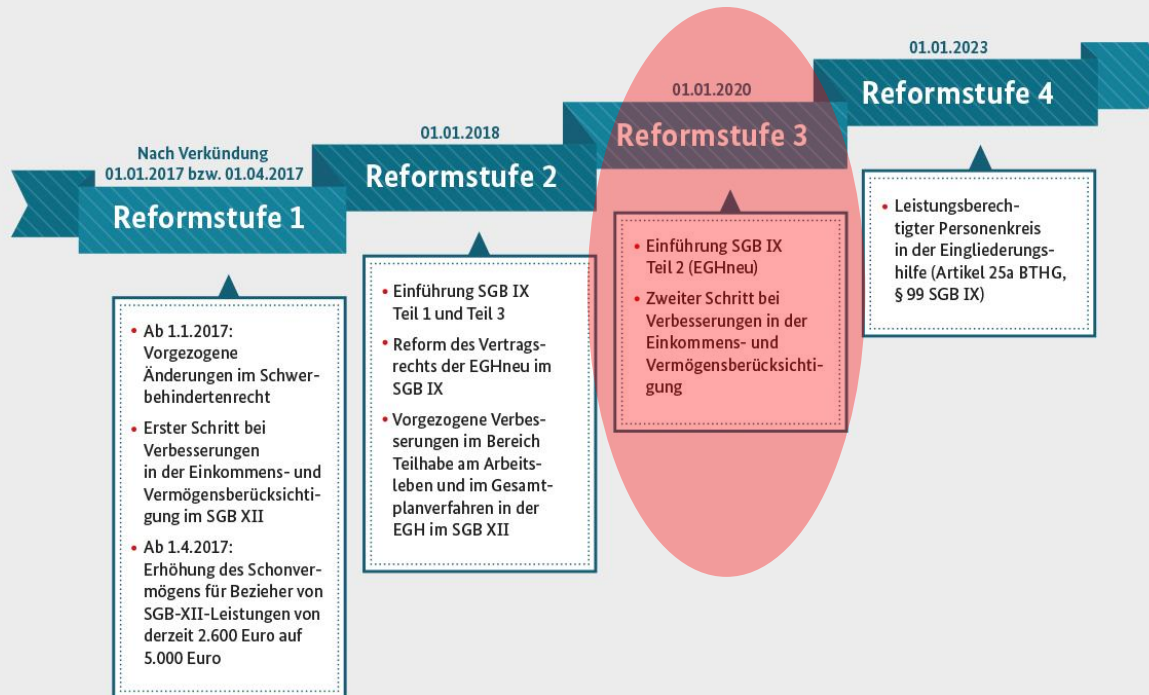 Nach Verkündung
01.01.2017 bzw. 01.04.2017
Reformstufe 1
• Ab 1.1.2017:
Vorgezogene
Änderungen im Schwer-
behindertenrecht
• Erster Schritt bei
Verbesserungen
in der Einkommens- und
Vermögensberücksichti-
gung im SGB XII
• Ab 1.4.2017:
Erhöhung des Schonver-
mögens für Bezieher von
SGB-XII-Leistungen von
derzeit 2.600 Euro auf
5.000 Euro
01.01.2018
Reformstufe 2
• Einführung SGB IX
Teil 1 und Teil 3
• Reform des Vertrags-
rechts der EGHneu im
SGB IX
• Vorgezogene Verbes-
serungen im Bereich
Teilhabe am Arbeits-
leben und im Gesamt-
planverfahren in der
EGH im SGB XII
01.01.2020
Reformstufe 3
• Einführung SGB IX
Teil 2 (EGHneu)
• Zweiter Schritt bei
Verbesserungen in der
Einkommens- und
Vermögensberücksichti-
gung
01.01.2023
Reformstufe 4
• Leistungsberech-
tigter Personenkreis
in der Eingliederungs-
hilfe (Artikel 25a BTHG,
§ 99 SGB IX)